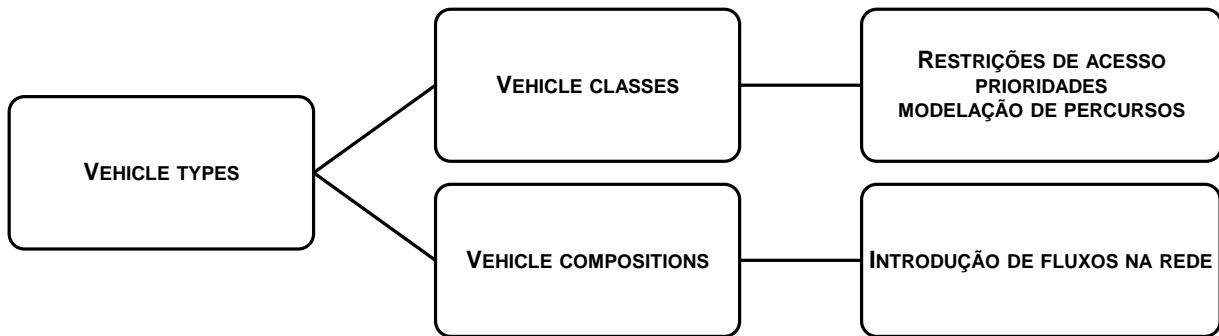 VEHICLE TYPES
VEHICLE CLASSES
RESTRIÇÕES DE ACESSO
PRIORIDADES
MODELAÇÃO DE PERCURSOS
VEHICLE COMPOSITIONS
INTRODUÇÃO DE FLUXOS NA REDE